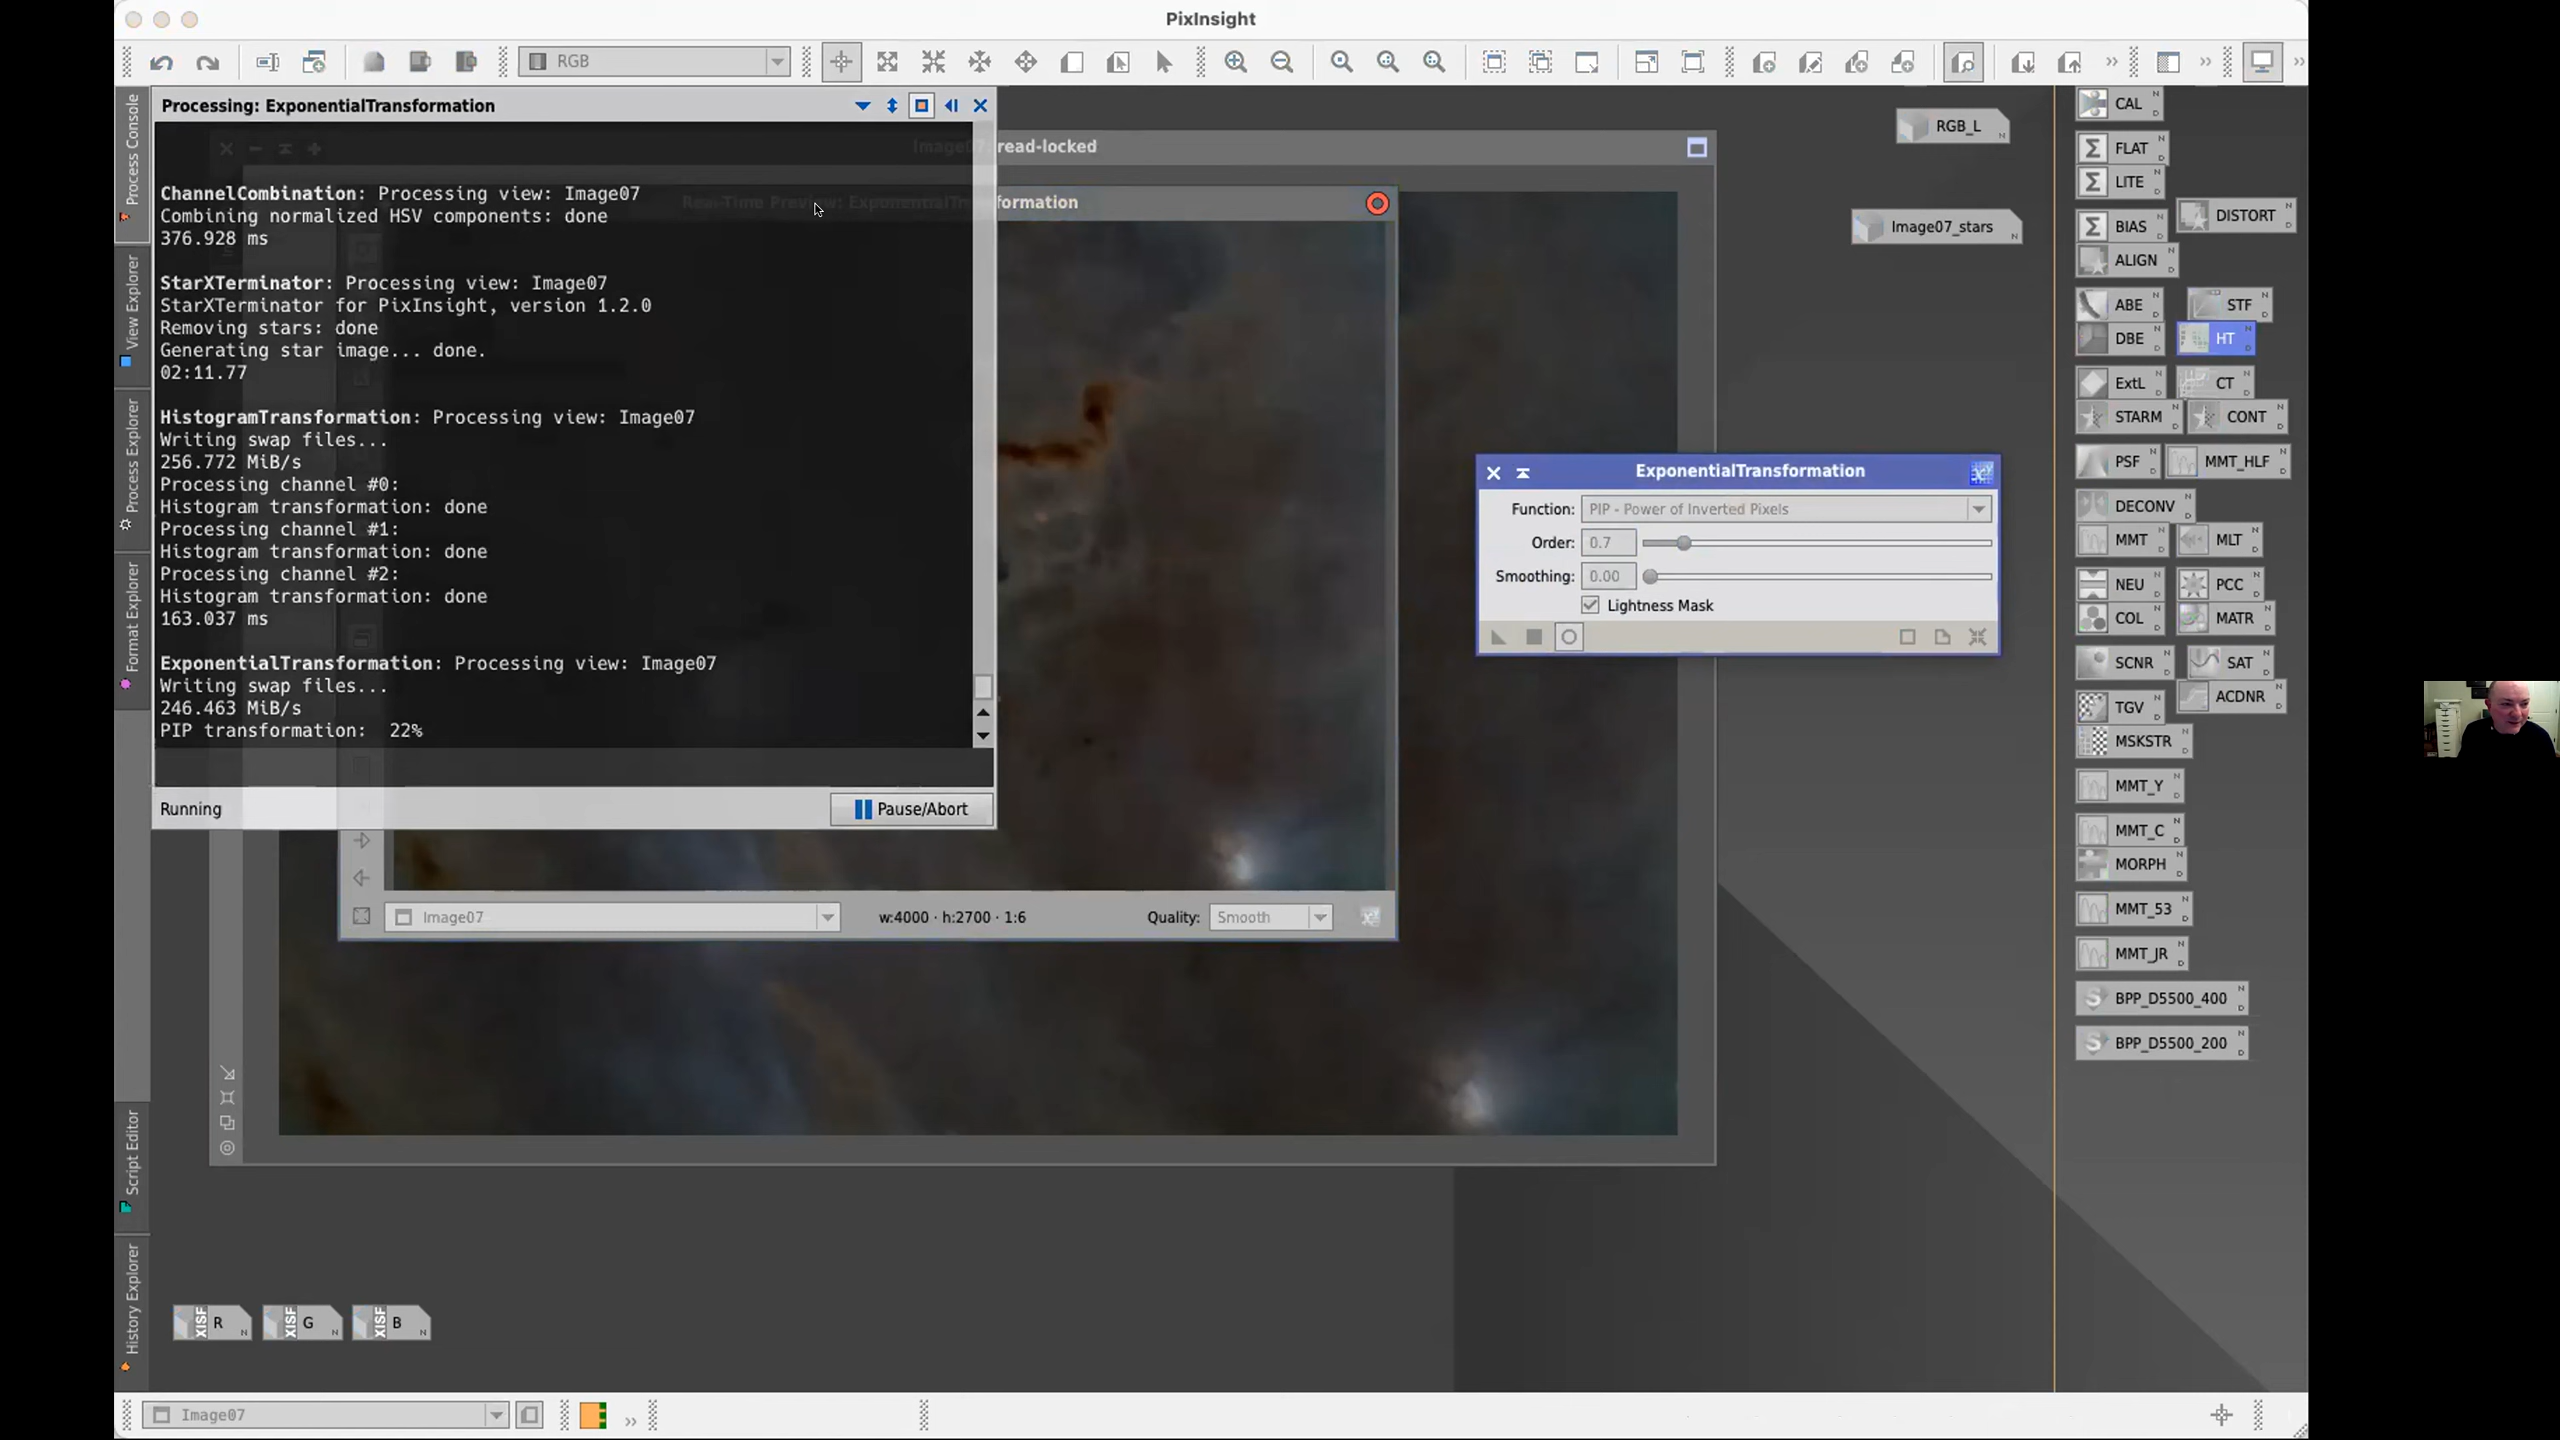 PixInsight
RGB
Processing: ExponentialTransformation
ChannelCombination: Processing view: Image07
Combining normalized HSV components: done
376.928 ms
StarXTerminator: Processing view: Image07
StarXTerminator for PixInsight, version 1.2.0
Removing stars: done
Generating star image... done.
02:11.77
HistogramTransformation: Processing view: Image07
Writing swap files...
256.772 MiB/s
Processing channel #0:
Histogram transformation: done
Processing channel #1:
Histogram transformation: done
Processing channel #2:
Histogram transformation: done
163.037 ms
ExponentialTransformation: Processing view: Image07
Writing swap files...
246.463 MiB/s
PIP transformation: 22%
Running
Pause/Abort
Process Console
View Explorer
Process Explorer
Format Explorer
Script Editor
History Explorer
read-locked
Real-Time Preview: ExponentialTransformation
Image07
w:4000 · h:2700 · 1:6
Quality: Smooth
ExponentialTransformation
Function: PIP - Power of Inverted Pixels
Order: 0.7
Smoothing: 0.00
Lightness Mask
RGB_L
Image07_stars
CAL
FLAT
LITE
BIAS
DISTORT
ALIGN
ABE
STF
DBE
HT
ExtL
CT
STARM
CONT
PSF
MMT_HLF
DECONV
MMT
MLT
NEU
PCC
COL
MATR
SCNR
SAT
TGV
ACDNR
MSKSTR
MMT_Y
MMT_C
MORPH
MMT_53
MMT_JR
BPP_D5500_400
BPP_D5500_200
XISF R
XISF G
XISF B
Image07